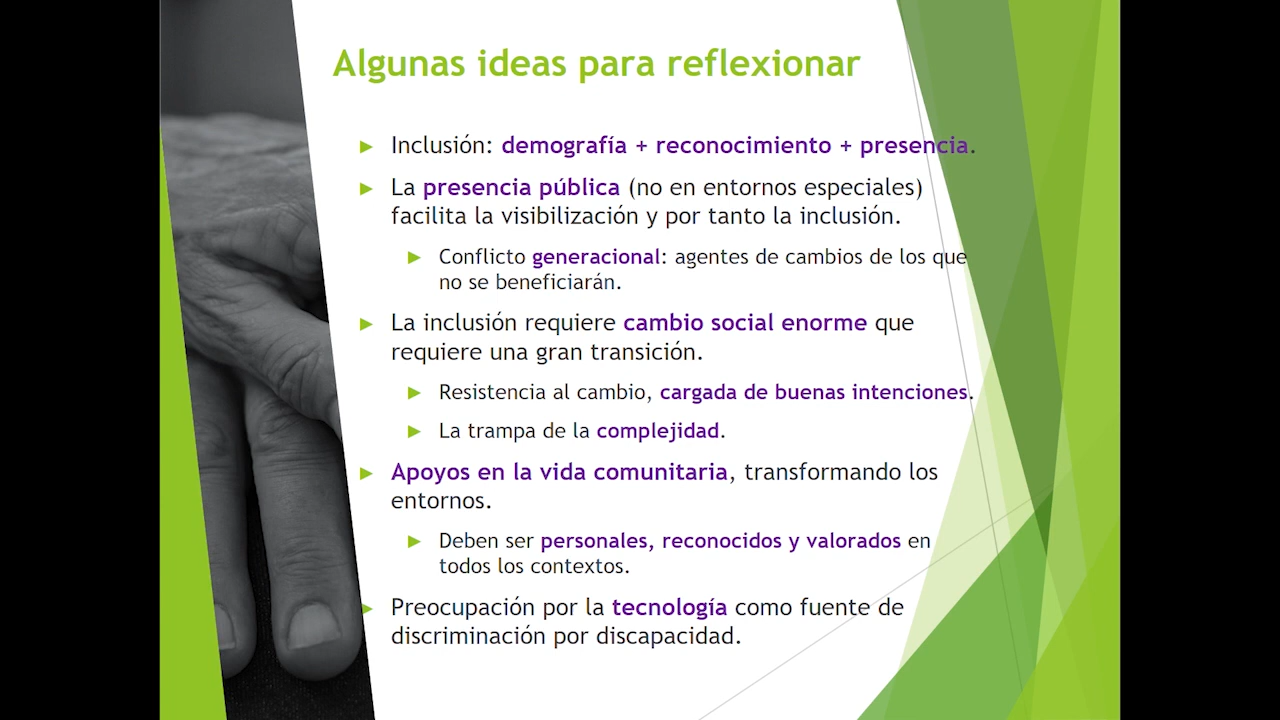 Algunas ideas para reflexionar
Inclusión: demografía + reconocimiento + presencia.
La presencia pública (no en entornos especiales)
facilita la visibilización y por tanto la inclusión.
Conflicto generacional: agentes de cambios de los que
no se beneficiarán.
La inclusión requiere cambio social enorme que
requiere una gran transición.
Resistencia al cambio, cargada de buenas intenciones.
La trampa de la complejidad.
Apoyos en la vida comunitaria, transformando los
entornos.
Deben ser personales, reconocidos y valorados en
todos los contextos.
Preocupación por la tecnología como fuente de
discriminación por discapacidad.